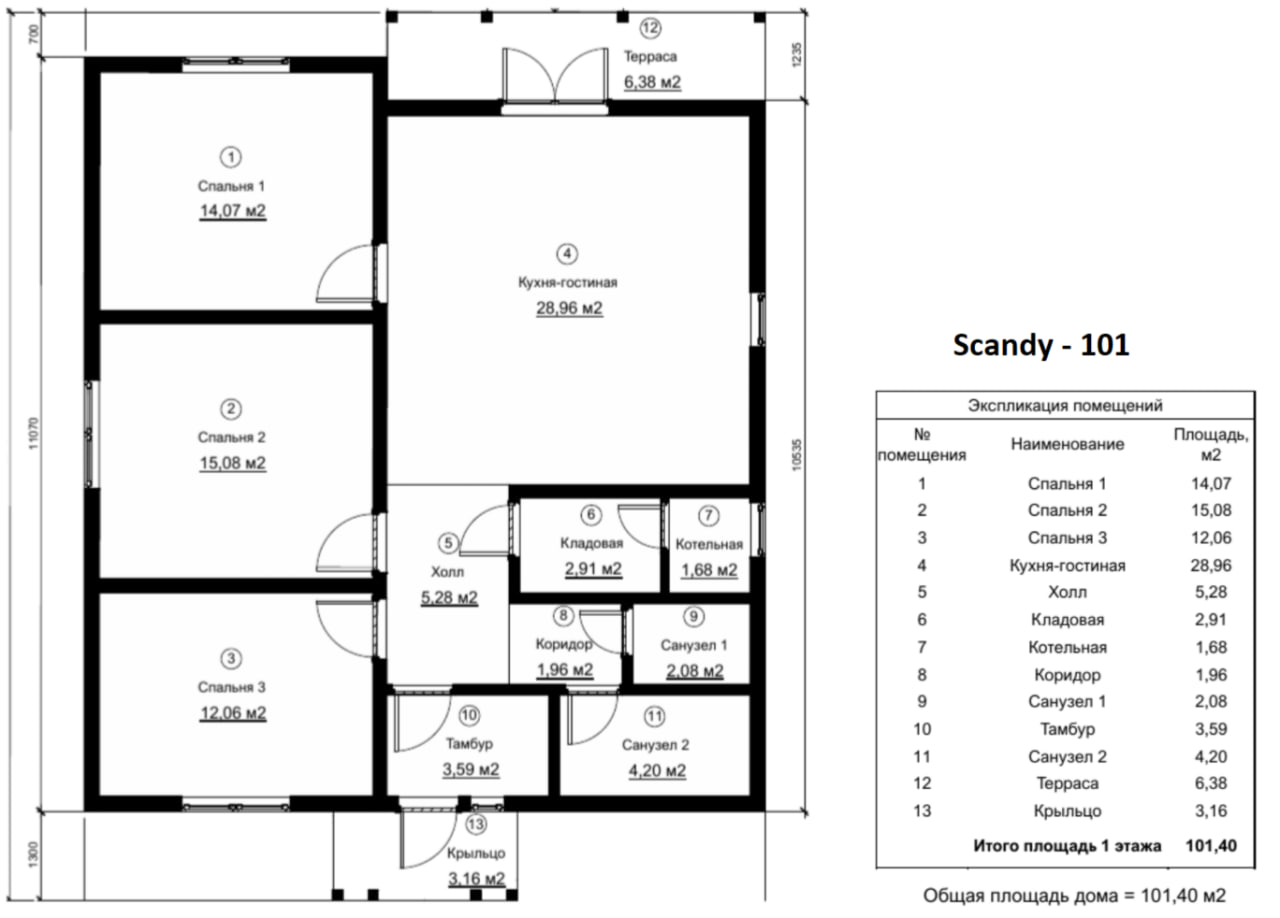 700
12
Терраса
6,38 м2
1235
1
Спальня 1
14,07 м2
4
Кухня-гостиная
28,96 м2
11070
10535
2
Спальня 2
15,08 м2
5
Холл
5,28 м2
6
Кладовая
2,91 м2
7
Котельная
1,68 м2
8
Коридор
1,96 м2
9
Санузел 1
2,08 м2
3
Спальня 3
12,06 м2
10
Тамбур
3,59 м2
11
Санузел 2
4,20 м2
13
Крыльцо
3,16 м2
1300
Scandy - 101
Экспликация помещений
№ помещения Наименование Площадь, м2
1 Спальня 1 14,07
2 Спальня 2 15,08
3 Спальня 3 12,06
4 Кухня-гостиная 28,96
5 Холл 5,28
6 Кладовая 2,91
7 Котельная 1,68
8 Коридор 1,96
9 Санузел 1 2,08
10 Тамбур 3,59
11 Санузел 2 4,20
12 Терраса 6,38
13 Крыльцо 3,16
Итого площадь 1 этажа 101,40
Общая площадь дома = 101,40 м2